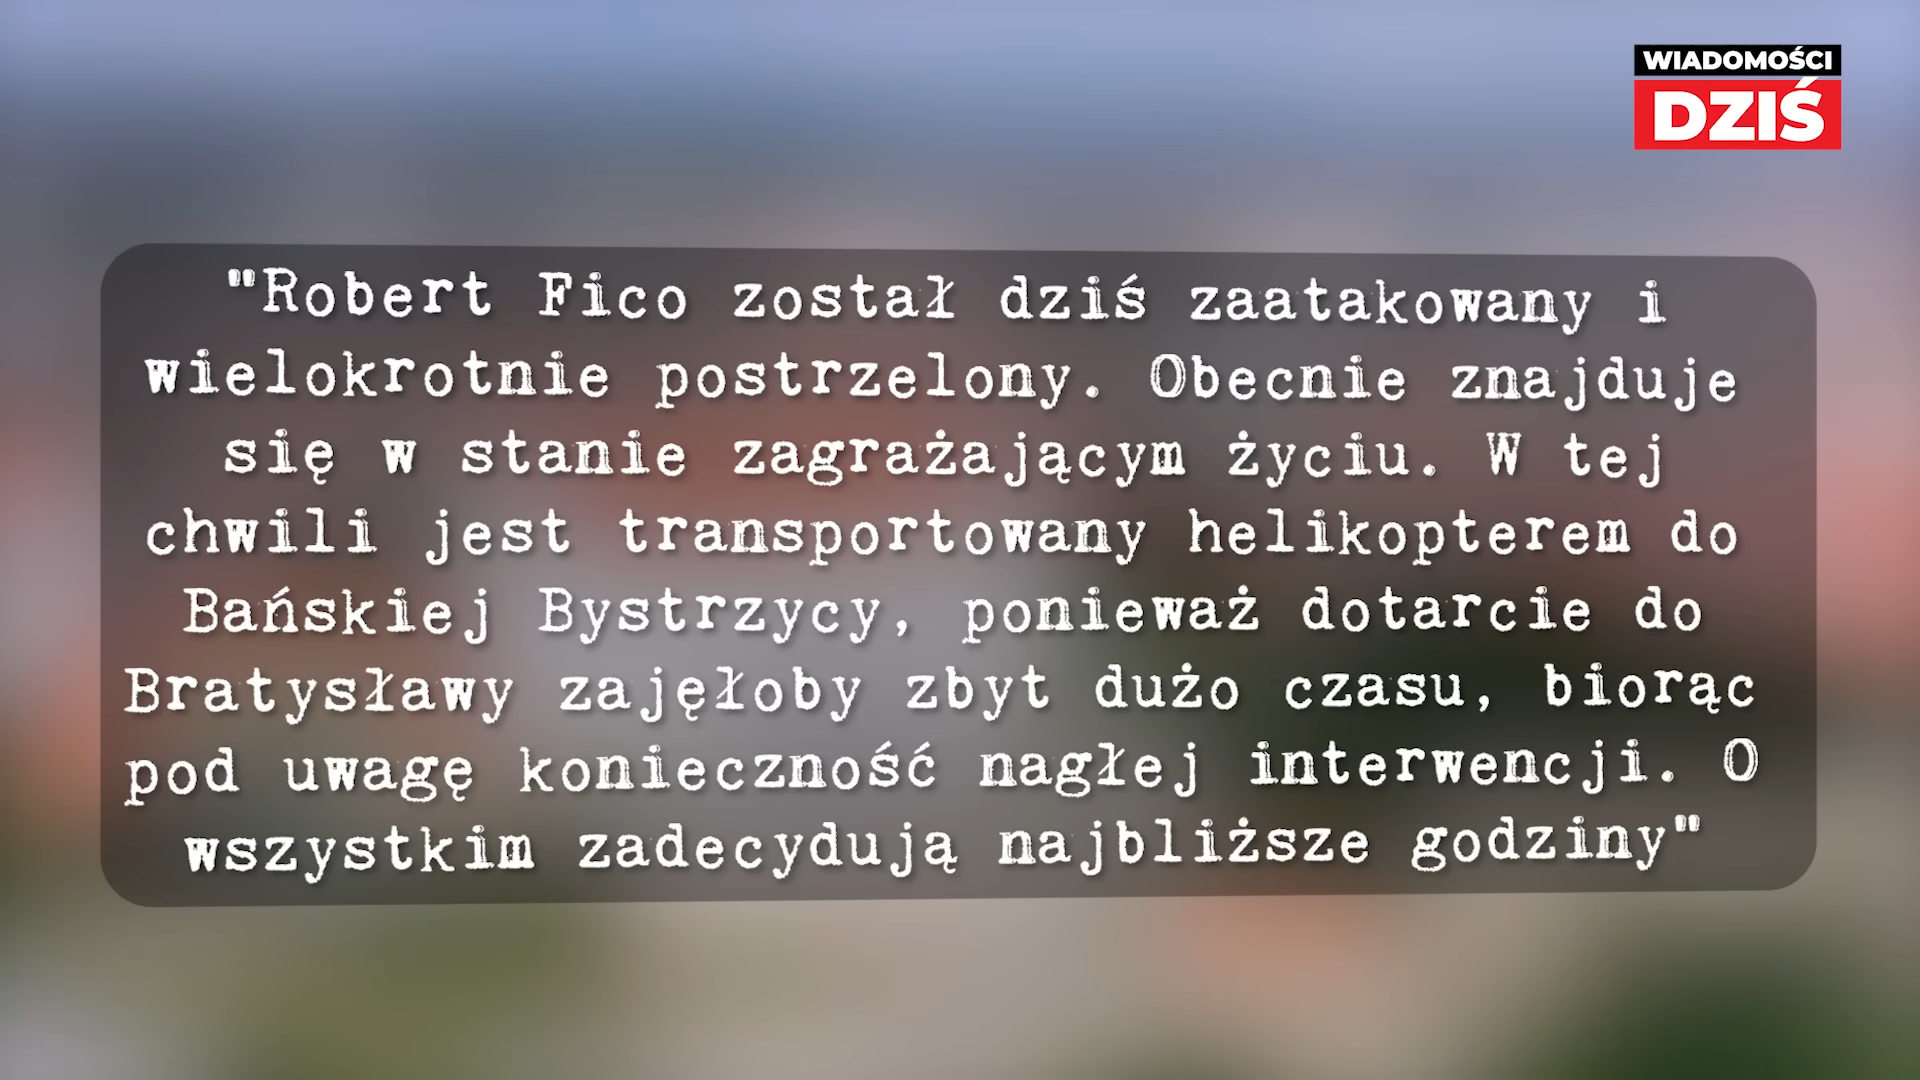 WIADOMOŚCI
DZIŚ
"Robert Fico został dziś zaatakowany i
wielokrotnie postrzelony. Obecnie znajduje
się w stanie zagrażającym życiu. W tej
chwili jest transportowany helikopterem do
Bańskiej Bystrzycy, ponieważ dotarcie do
Bratysławy zajęłoby zbyt dużo czasu, biorąc
pod uwagę konieczność nagłej interwencji. O
wszystkim zadecydują najbliższe godziny"